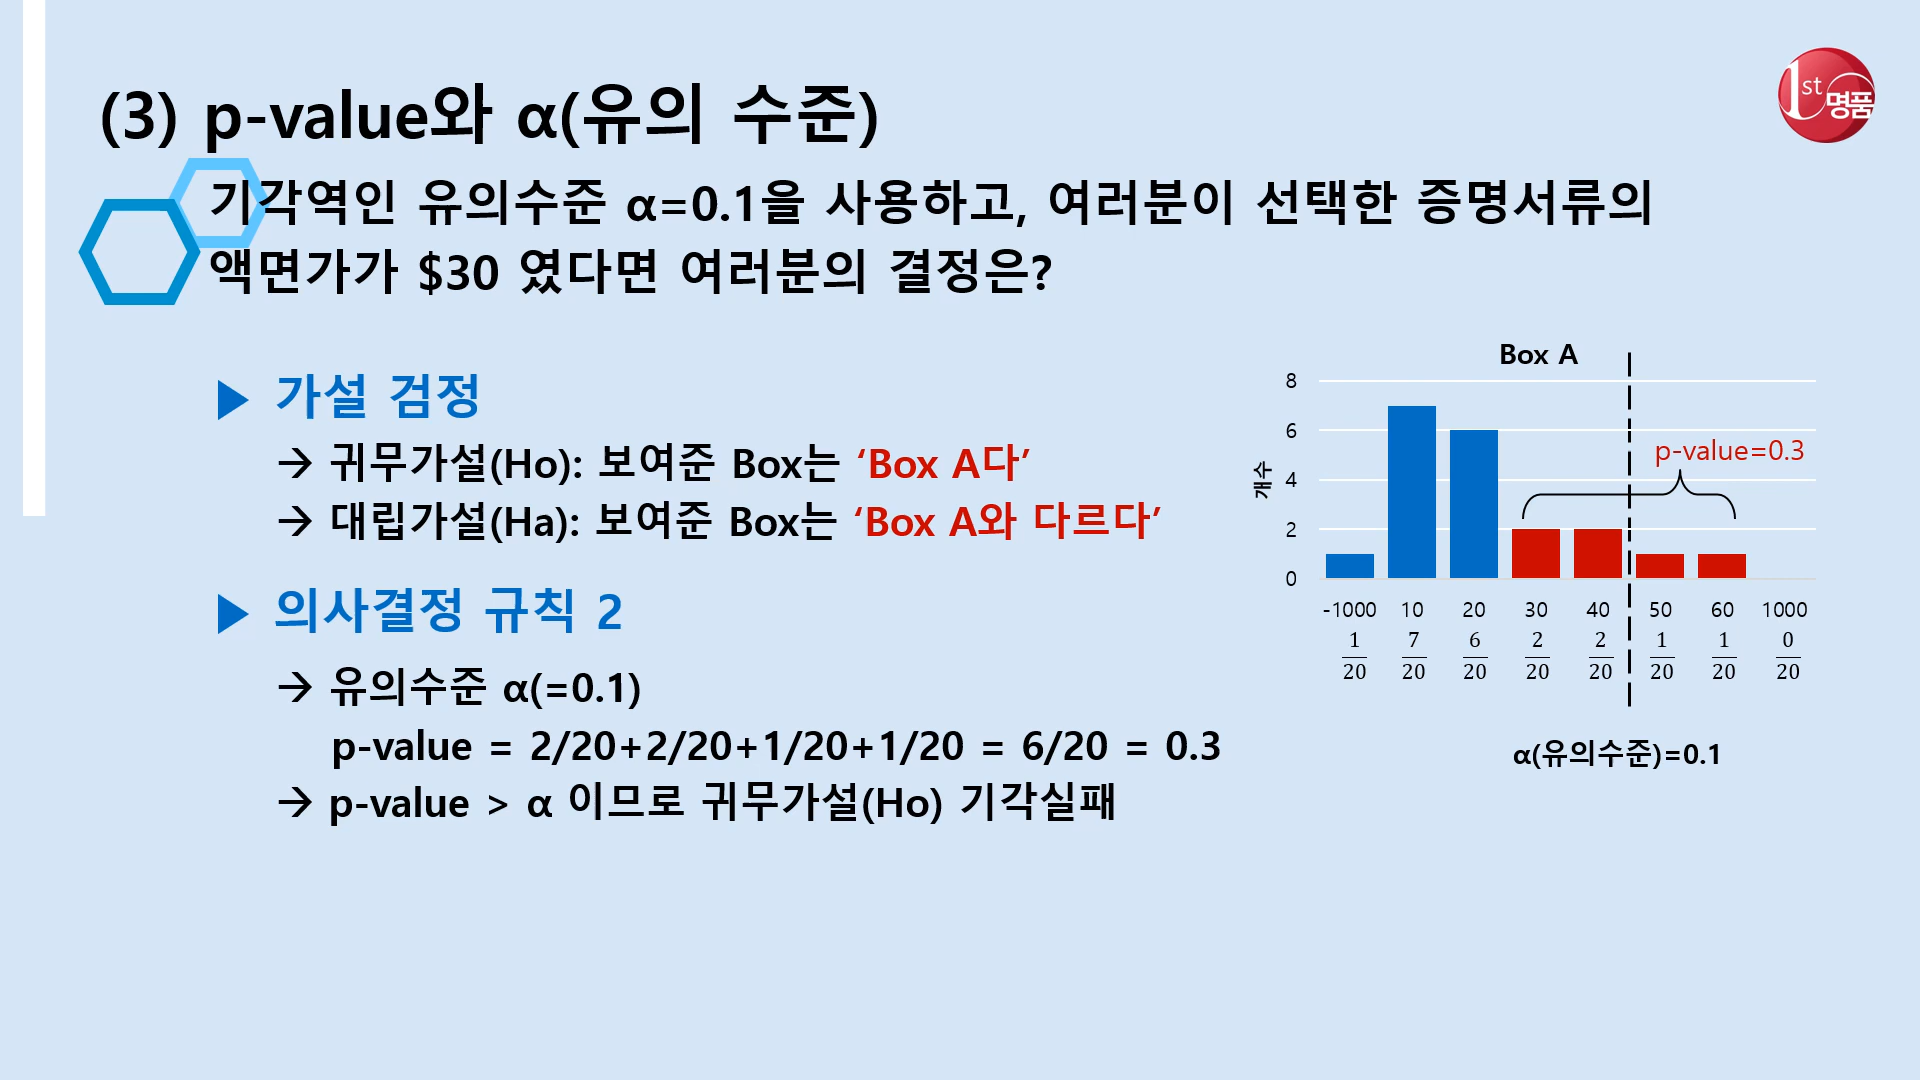 (3) p-value와 α(유의 수준)
1st 명품
기각역인 유의수준 α=0.1을 사용하고, 여러분이 선택한 증명서류의
액면가가 $30 였다면 여러분의 결정은?
▶ 가설 검정
→ 귀무가설(Ho): 보여준 Box는 ‘Box A다’
→ 대립가설(Ha): 보여준 Box는 ‘Box A와 다르다’
▶ 의사결정 규칙 2
→ 유의수준 α(=0.1)
p-value = 2/20+2/20+1/20+1/20 = 6/20 = 0.3
→ p-value > α 이므로 귀무가설(Ho) 기각실패
Box A
8
6
4
2
0
개수
p-value=0.3
-1000 10 20 30 40 50 60 1000
1/20 7/20 6/20 2/20 2/20 1/20 1/20 0/20
α(유의수준)=0.1